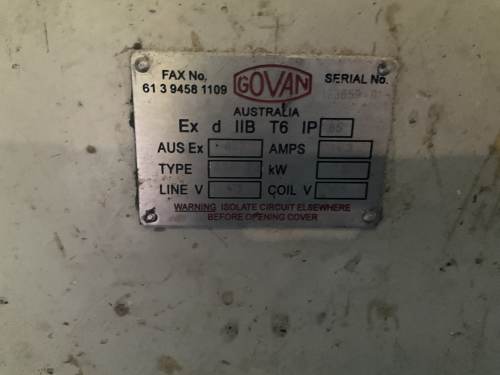 FAX No.
61 3 9458 1109
GOVAN
SERIAL No.
AUSTRALIA
Ex d IIB T6 IP 65
AUS Ex AMPS
TYPE kW
LINE V COIL V
WARNING ISOLATE CIRCUIT ELSEWHERE
BEFORE OPENING COVER